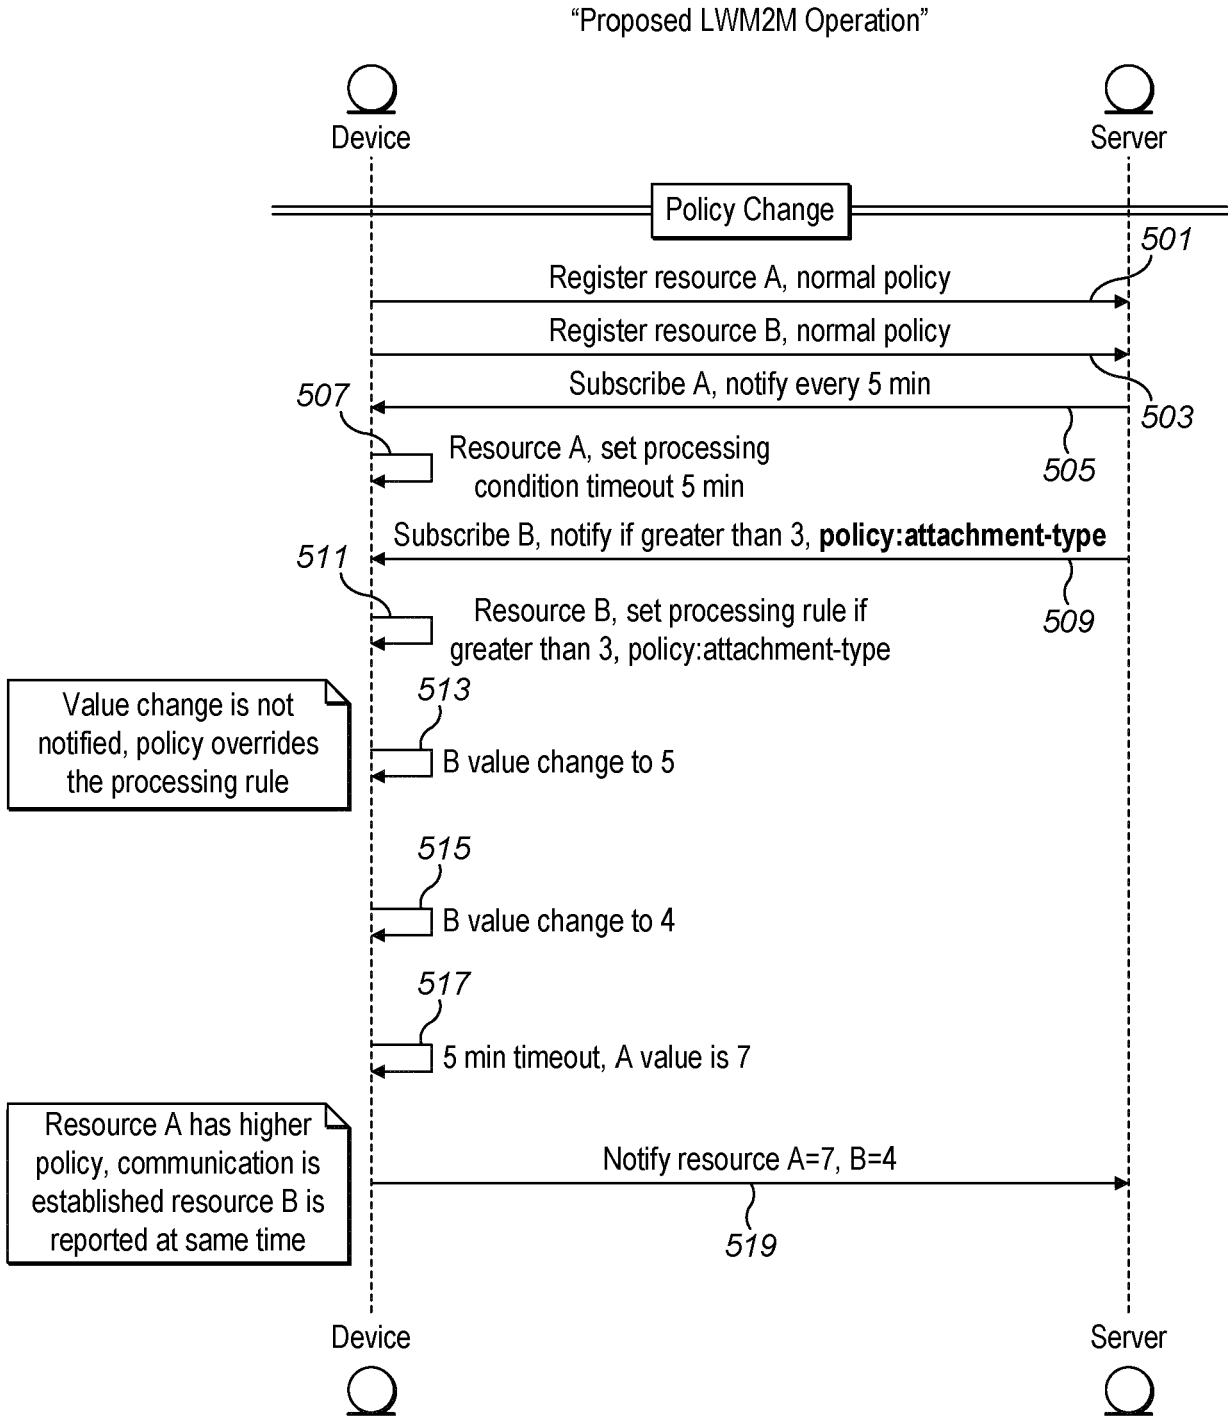 “Proposed LWM2M Operation”
Device
Server
Policy Change
501
Register resource A, normal policy
Register resource B, normal policy
503
Subscribe A, notify every 5 min
505
507
Resource A, set processing
condition timeout 5 min
Subscribe B, notify if greater than 3, policy:attachment-type
509
511
Resource B, set processing rule if
greater than 3, policy:attachment-type
Value change is not
notified, policy overrides
the processing rule
513
B value change to 5
515
B value change to 4
517
5 min timeout, A value is 7
Resource A has higher
policy, communication is
established resource B is
reported at same time
Notify resource A=7, B=4
519
Device
Server